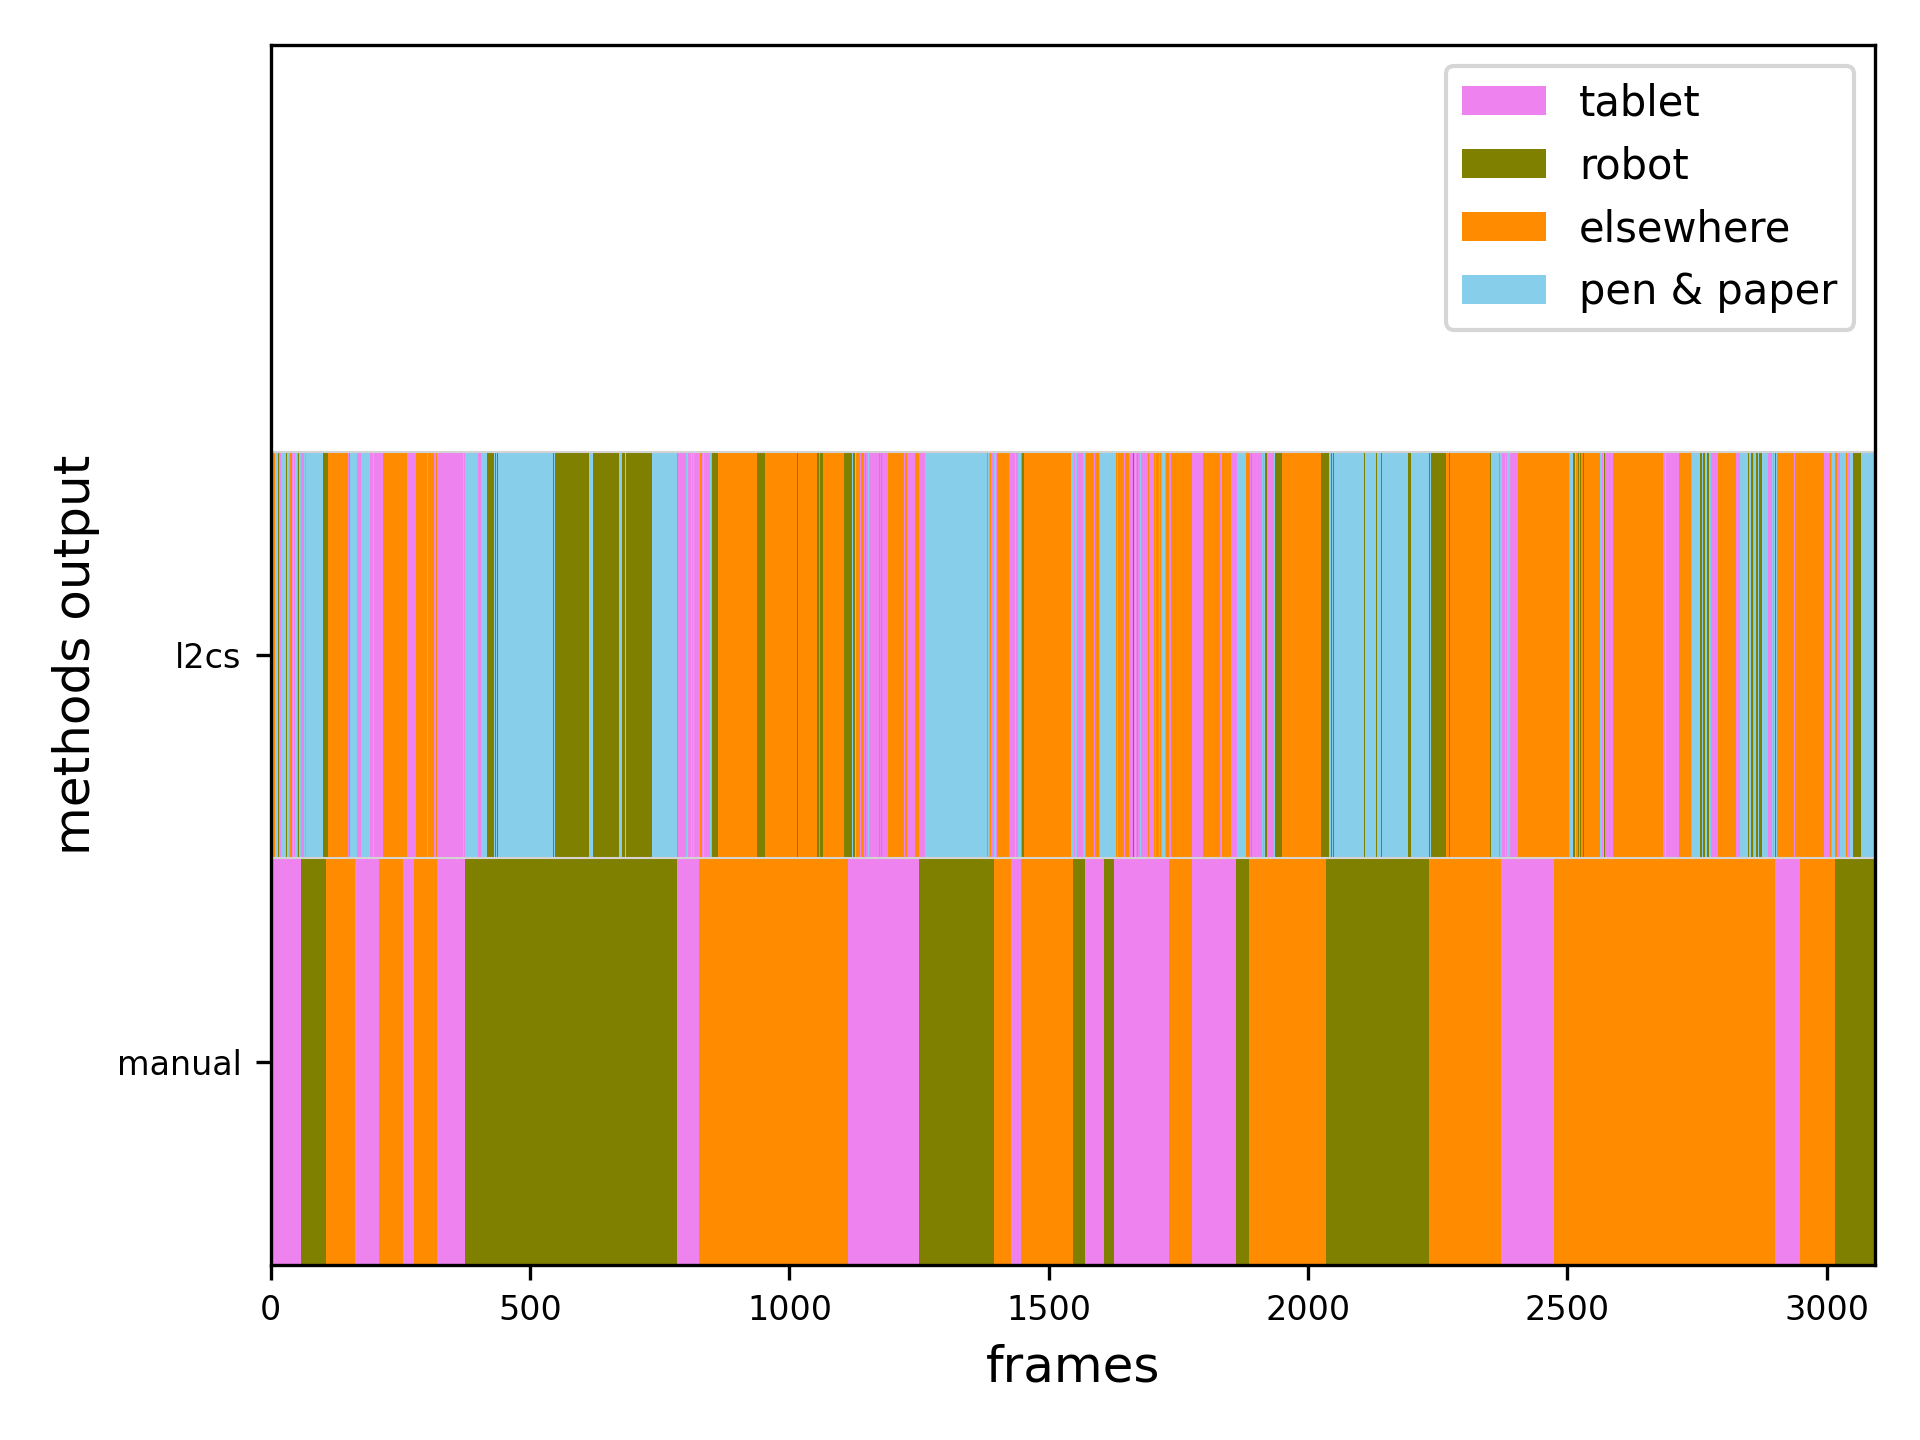 tablet
robot
elsewhere
pen & paper
methods output
l2cs
manual
0 500 1000 1500 2000 2500 3000
frames